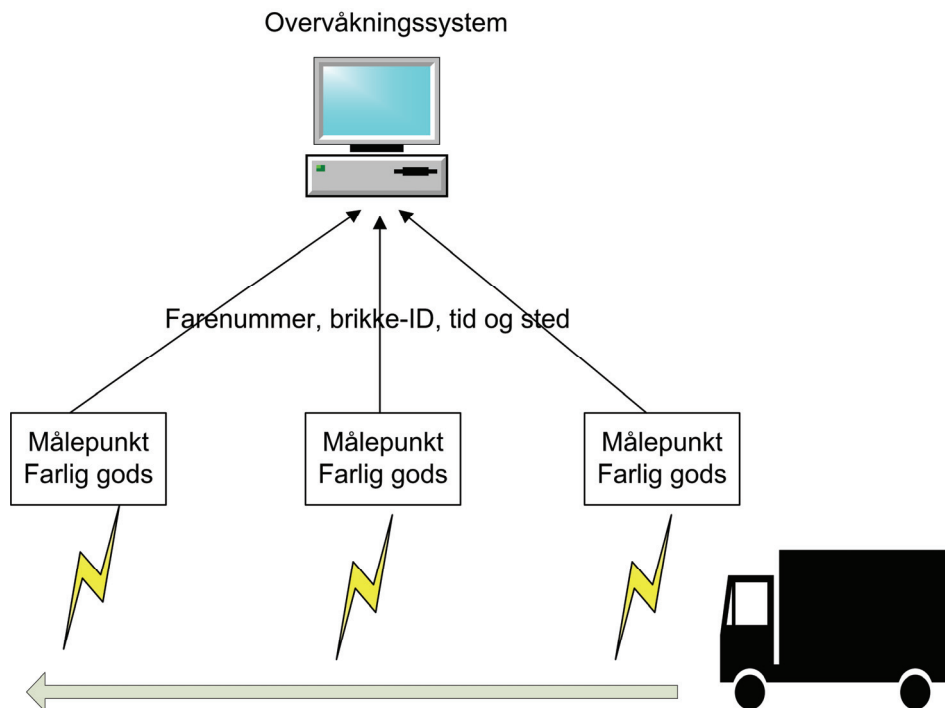 Overvåkningssystem
Farenummer, brikke-ID, tid og sted
Målepunkt
Farlig gods
Målepunkt
Farlig gods
Målepunkt
Farlig gods